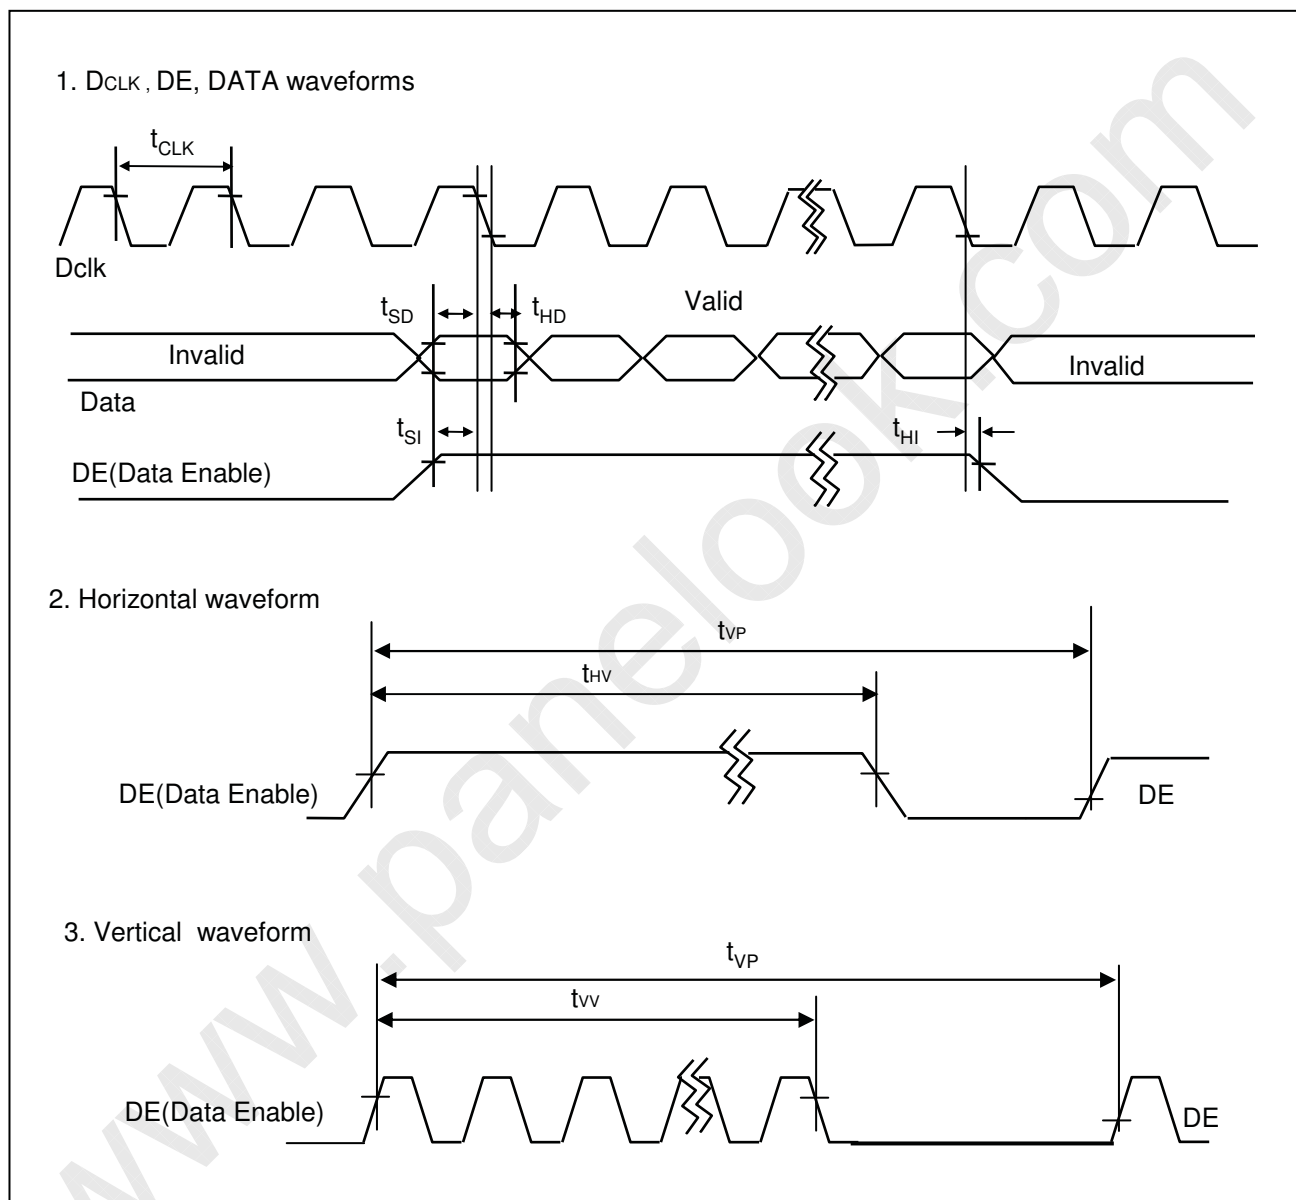 1. DCLK , DE, DATA waveforms
tCLK
Dclk
tSD
tHD
Valid
Invalid
Invalid
Data
tSI
tHI
DE(Data Enable)
2. Horizontal waveform
tVP
tHV
DE(Data Enable)
DE
3. Vertical waveform
tVP
tVV
DE(Data Enable)
DE
www.panelook.com